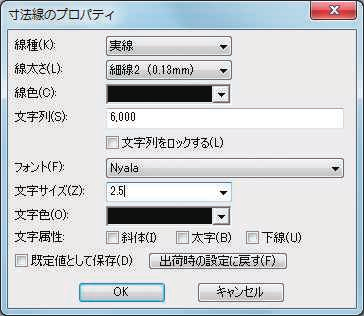 寸法線のプロパティ
線種(K): 実線
線太さ(L): 細線2 (0.13mm)
線色(C):
文字列(S): 6,000
文字列をロックする(L)
フォント(F): Nyala
文字サイズ(Z): 2.5
文字色(O):
文字属性: 斜体(I) 太字(B) 下線(U)
既定値として保存(D) 出荷時の設定に戻す(F)
OK キャンセル